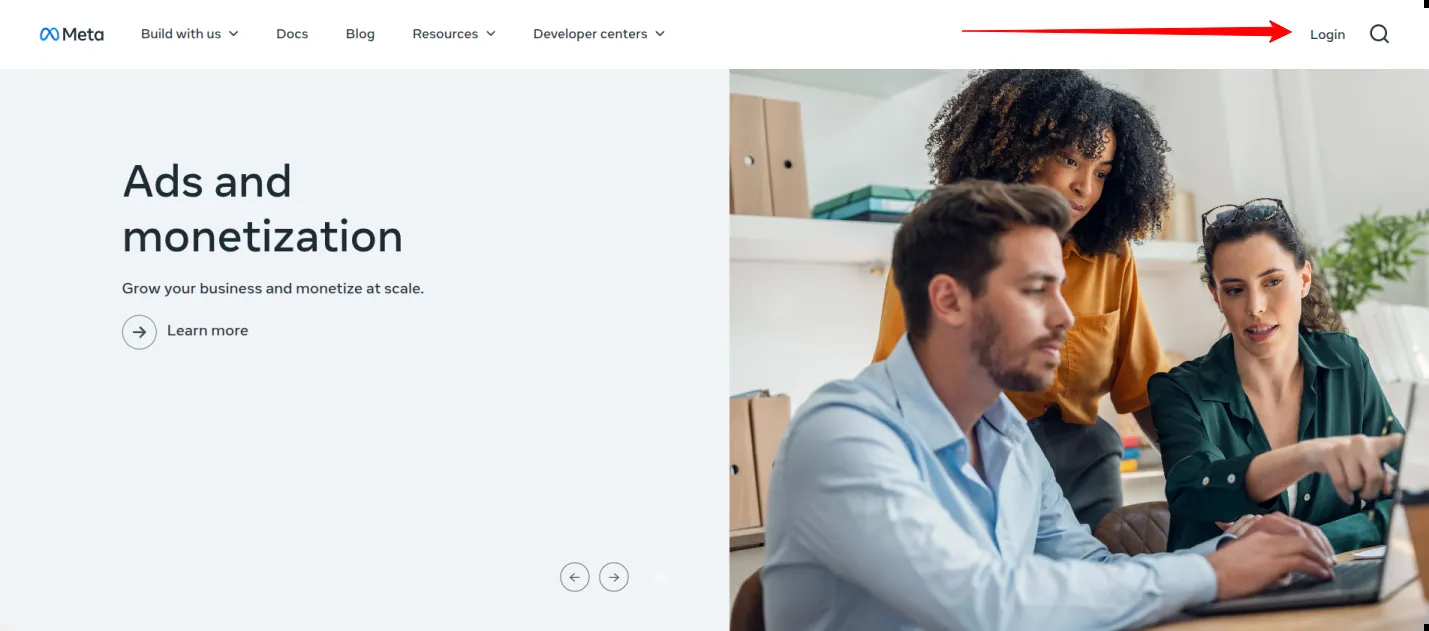 Meta
Build with us
Docs
Blog
Resources
Developer centers
Login
Ads and
monetization
Grow your business and monetize at scale.
Learn more